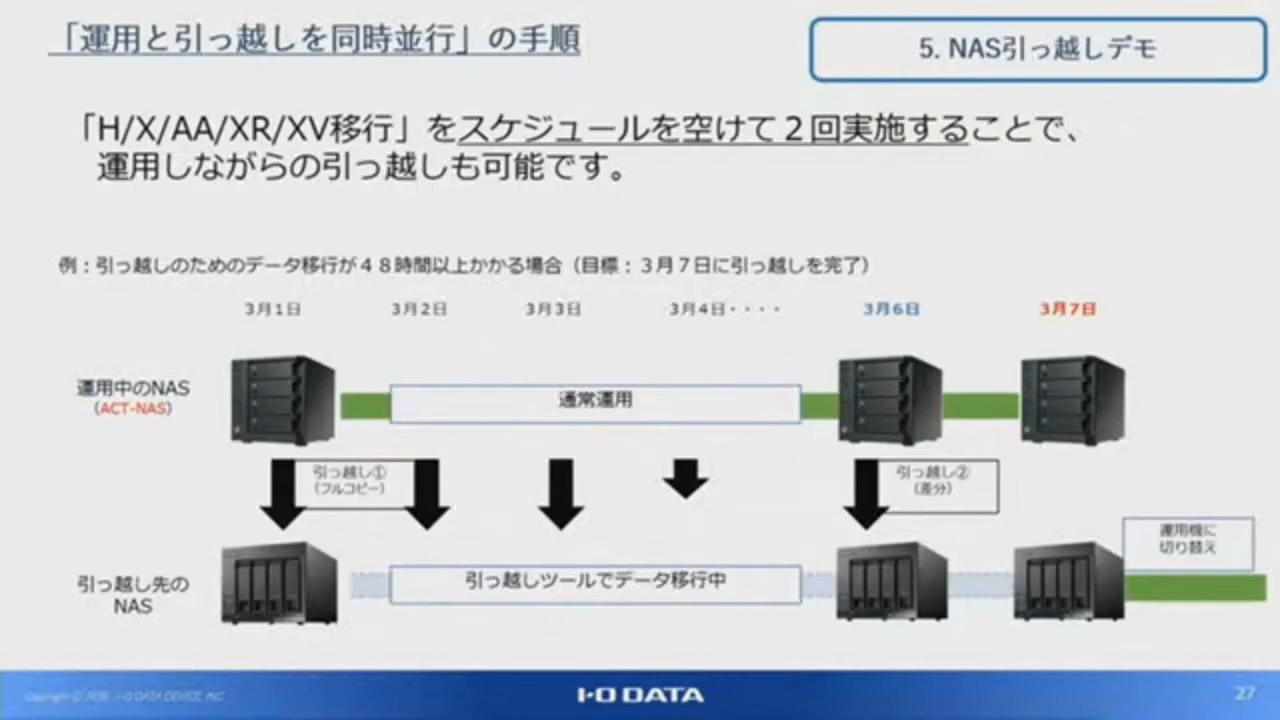 「運用と引っ越しを同時並行」の手順
5. NAS引っ越しデモ
「H/X/AA/XR/XV移行」をスケジュールを空けて２回実施することで、
運用しながらの引っ越しも可能です。
例：引っ越しのためのデータ移行が４８時間以上かかる場合（目標：３月７日に引っ越しを完了）
3月1日 3月2日 3月3日 3月4日・・・・ 3月6日 3月7日
運用中のNAS
（ACT-NAS）
通常運用
引っ越し①
（フルコピー）
引っ越し②
（差分）
運用機に
切り替え
引っ越し先の
NAS
引っ越しツールでデータ移行中
I-O DATA
27